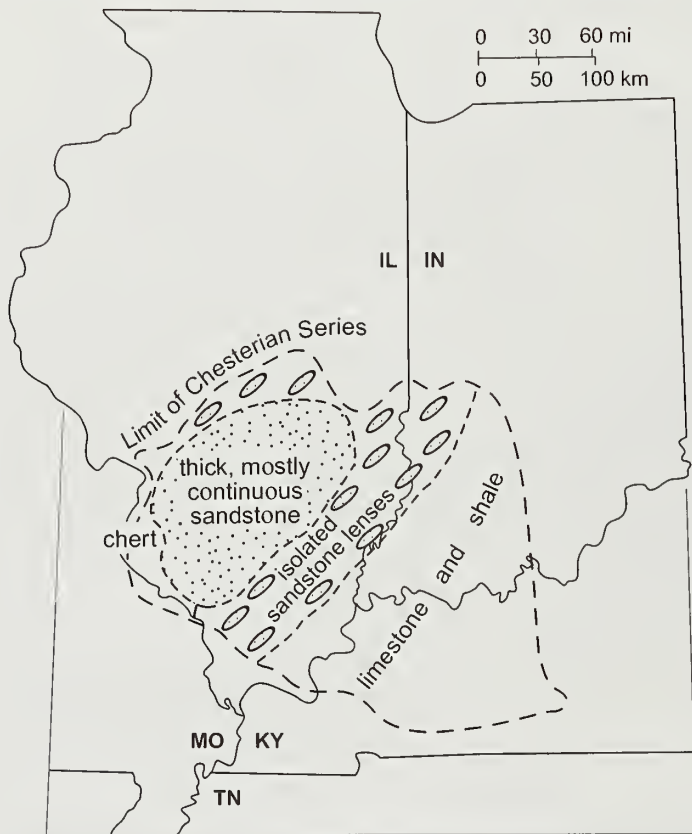 0 30 60 mi
0 50 100 km
IL IN
Limit of Chesterian Series
thick, mostly
continuous
sandstone
chert
isolated
sandstone lenses
limestone and shale
MO KY
TN